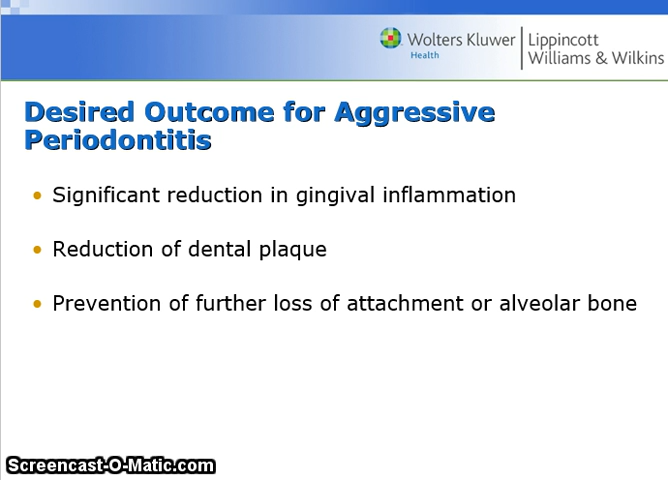 Wolters Kluwer
Health
Lippincott
Williams & Wilkins
Desired Outcome for Aggressive
Periodontitis
• Significant reduction in gingival inflammation
• Reduction of dental plaque
• Prevention of further loss of attachment or alveolar bone
Screencast-O-Matic.com